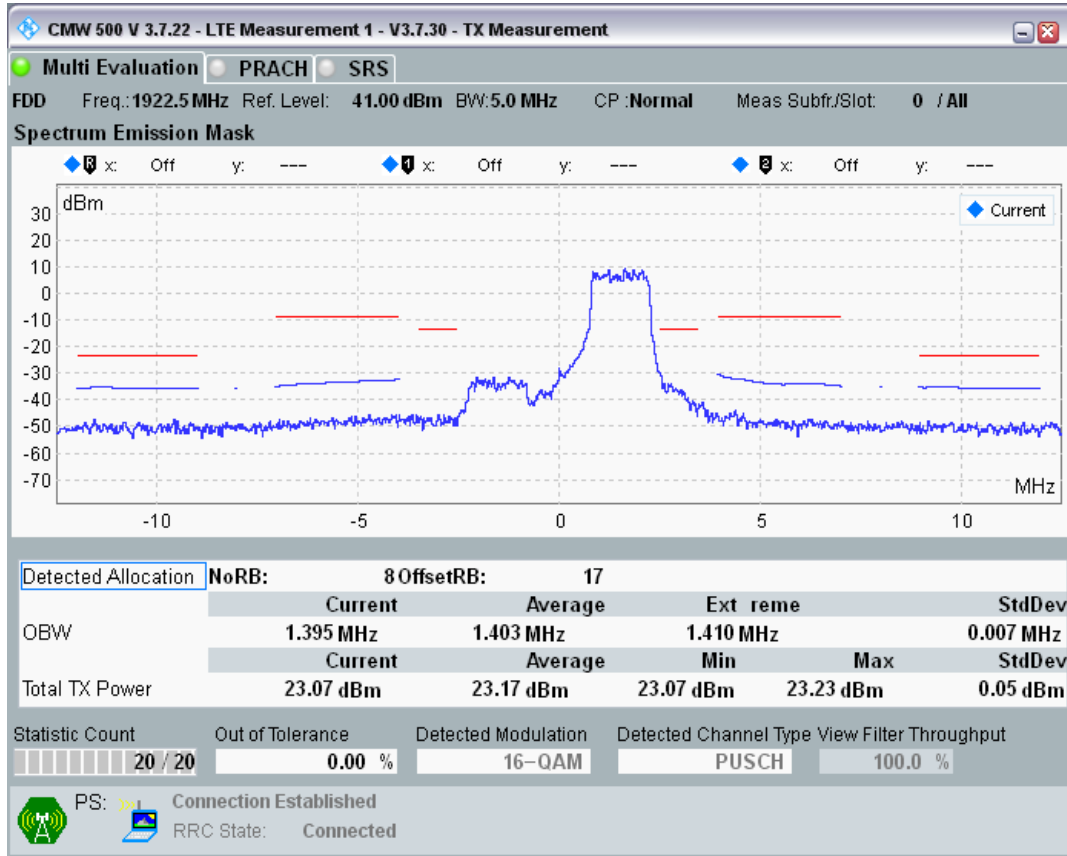 CMW 500 V 3.7.22 - LTE Measurement 1 - V3.7.30 - TX Measurement
Multi Evaluation PRACH SRS
FDD Freq.: 1922.5 MHz Ref. Level: 41.00 dBm BW: 5.0 MHz CP : Normal Meas Subfr./Slot: 0 / All
Spectrum Emission Mask
R x: Off y: --- 1 x: Off y: --- 2 x: Off y: ---
dBm
Current
30
20
10
0
-10
-20
-30
-40
-50
-60
-70
MHz
-10 -5 0 5 10
Detected Allocation NoRB: 8 OffsetRB: 17
Current Average Ext reme StdDev
OBW 1.395 MHz 1.403 MHz 1.410 MHz 0.007 MHz
Current Average Min Max StdDev
Total TX Power 23.07 dBm 23.17 dBm 23.07 dBm 23.23 dBm 0.05 dBm
Statistic Count Out of Tolerance Detected Modulation Detected Channel Type View Filter Throughput
20 / 20 0.00 % 16-QAM PUSCH 100.0 %
PS: Connection Established
RRC State: Connected